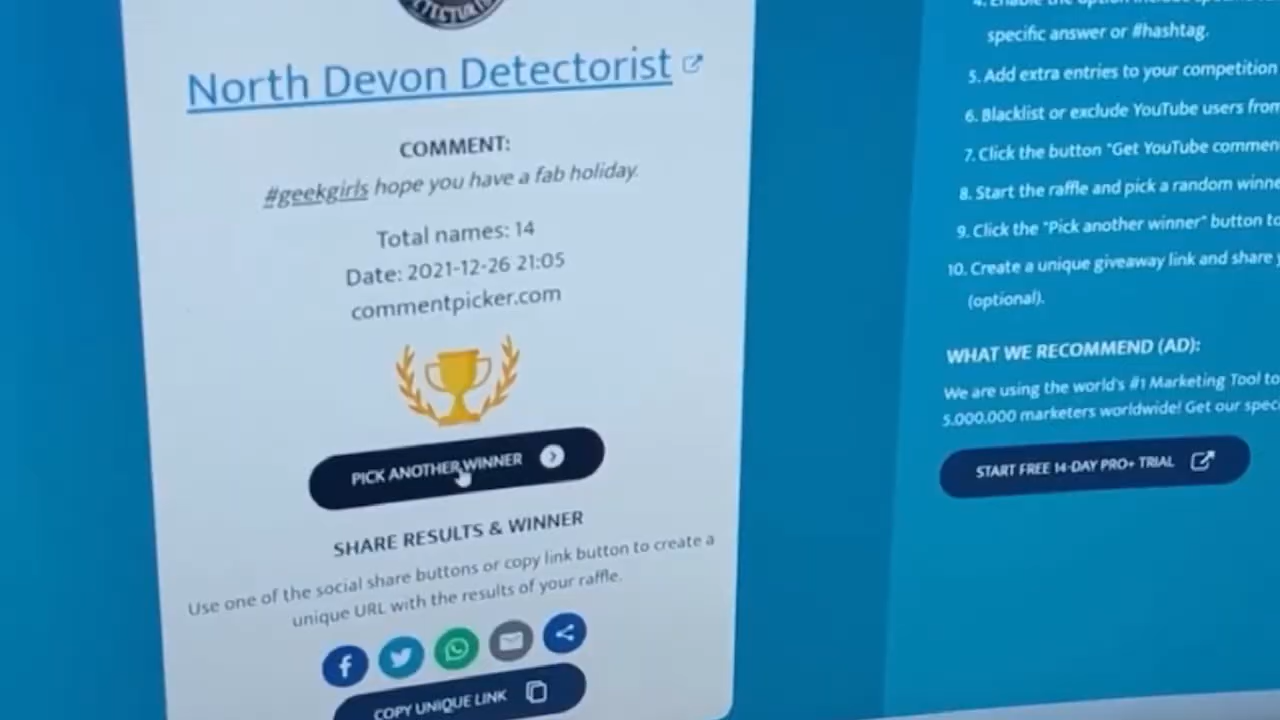 North Devon Detectorist
COMMENT:
#geekgirls hope you have a fab holiday.
Total names: 14
Date: 2021-12-26 21:05
commentpicker.com
PICK ANOTHER WINNER
SHARE RESULTS & WINNER
Use one of the social share buttons or copy link button to create a
unique URL with the results of your raffle.
COPY UNIQUE LINK
specific answer or #hashtag.
5. Add extra entries to your competition
6. Blacklist or exclude YouTube users from
7. Click the button "Get YouTube
8. Start the raffle and pick a random
9. Click the "Pick another winner" button to
10. Create a unique giveaway link and share
(optional).
WHAT WE RECOMMEND (AD):
We are using the world's #1 Marketing Tool to
5.000.000 marketers worldwide! Get our
START FREE 14-DAY PRO+ TRIAL